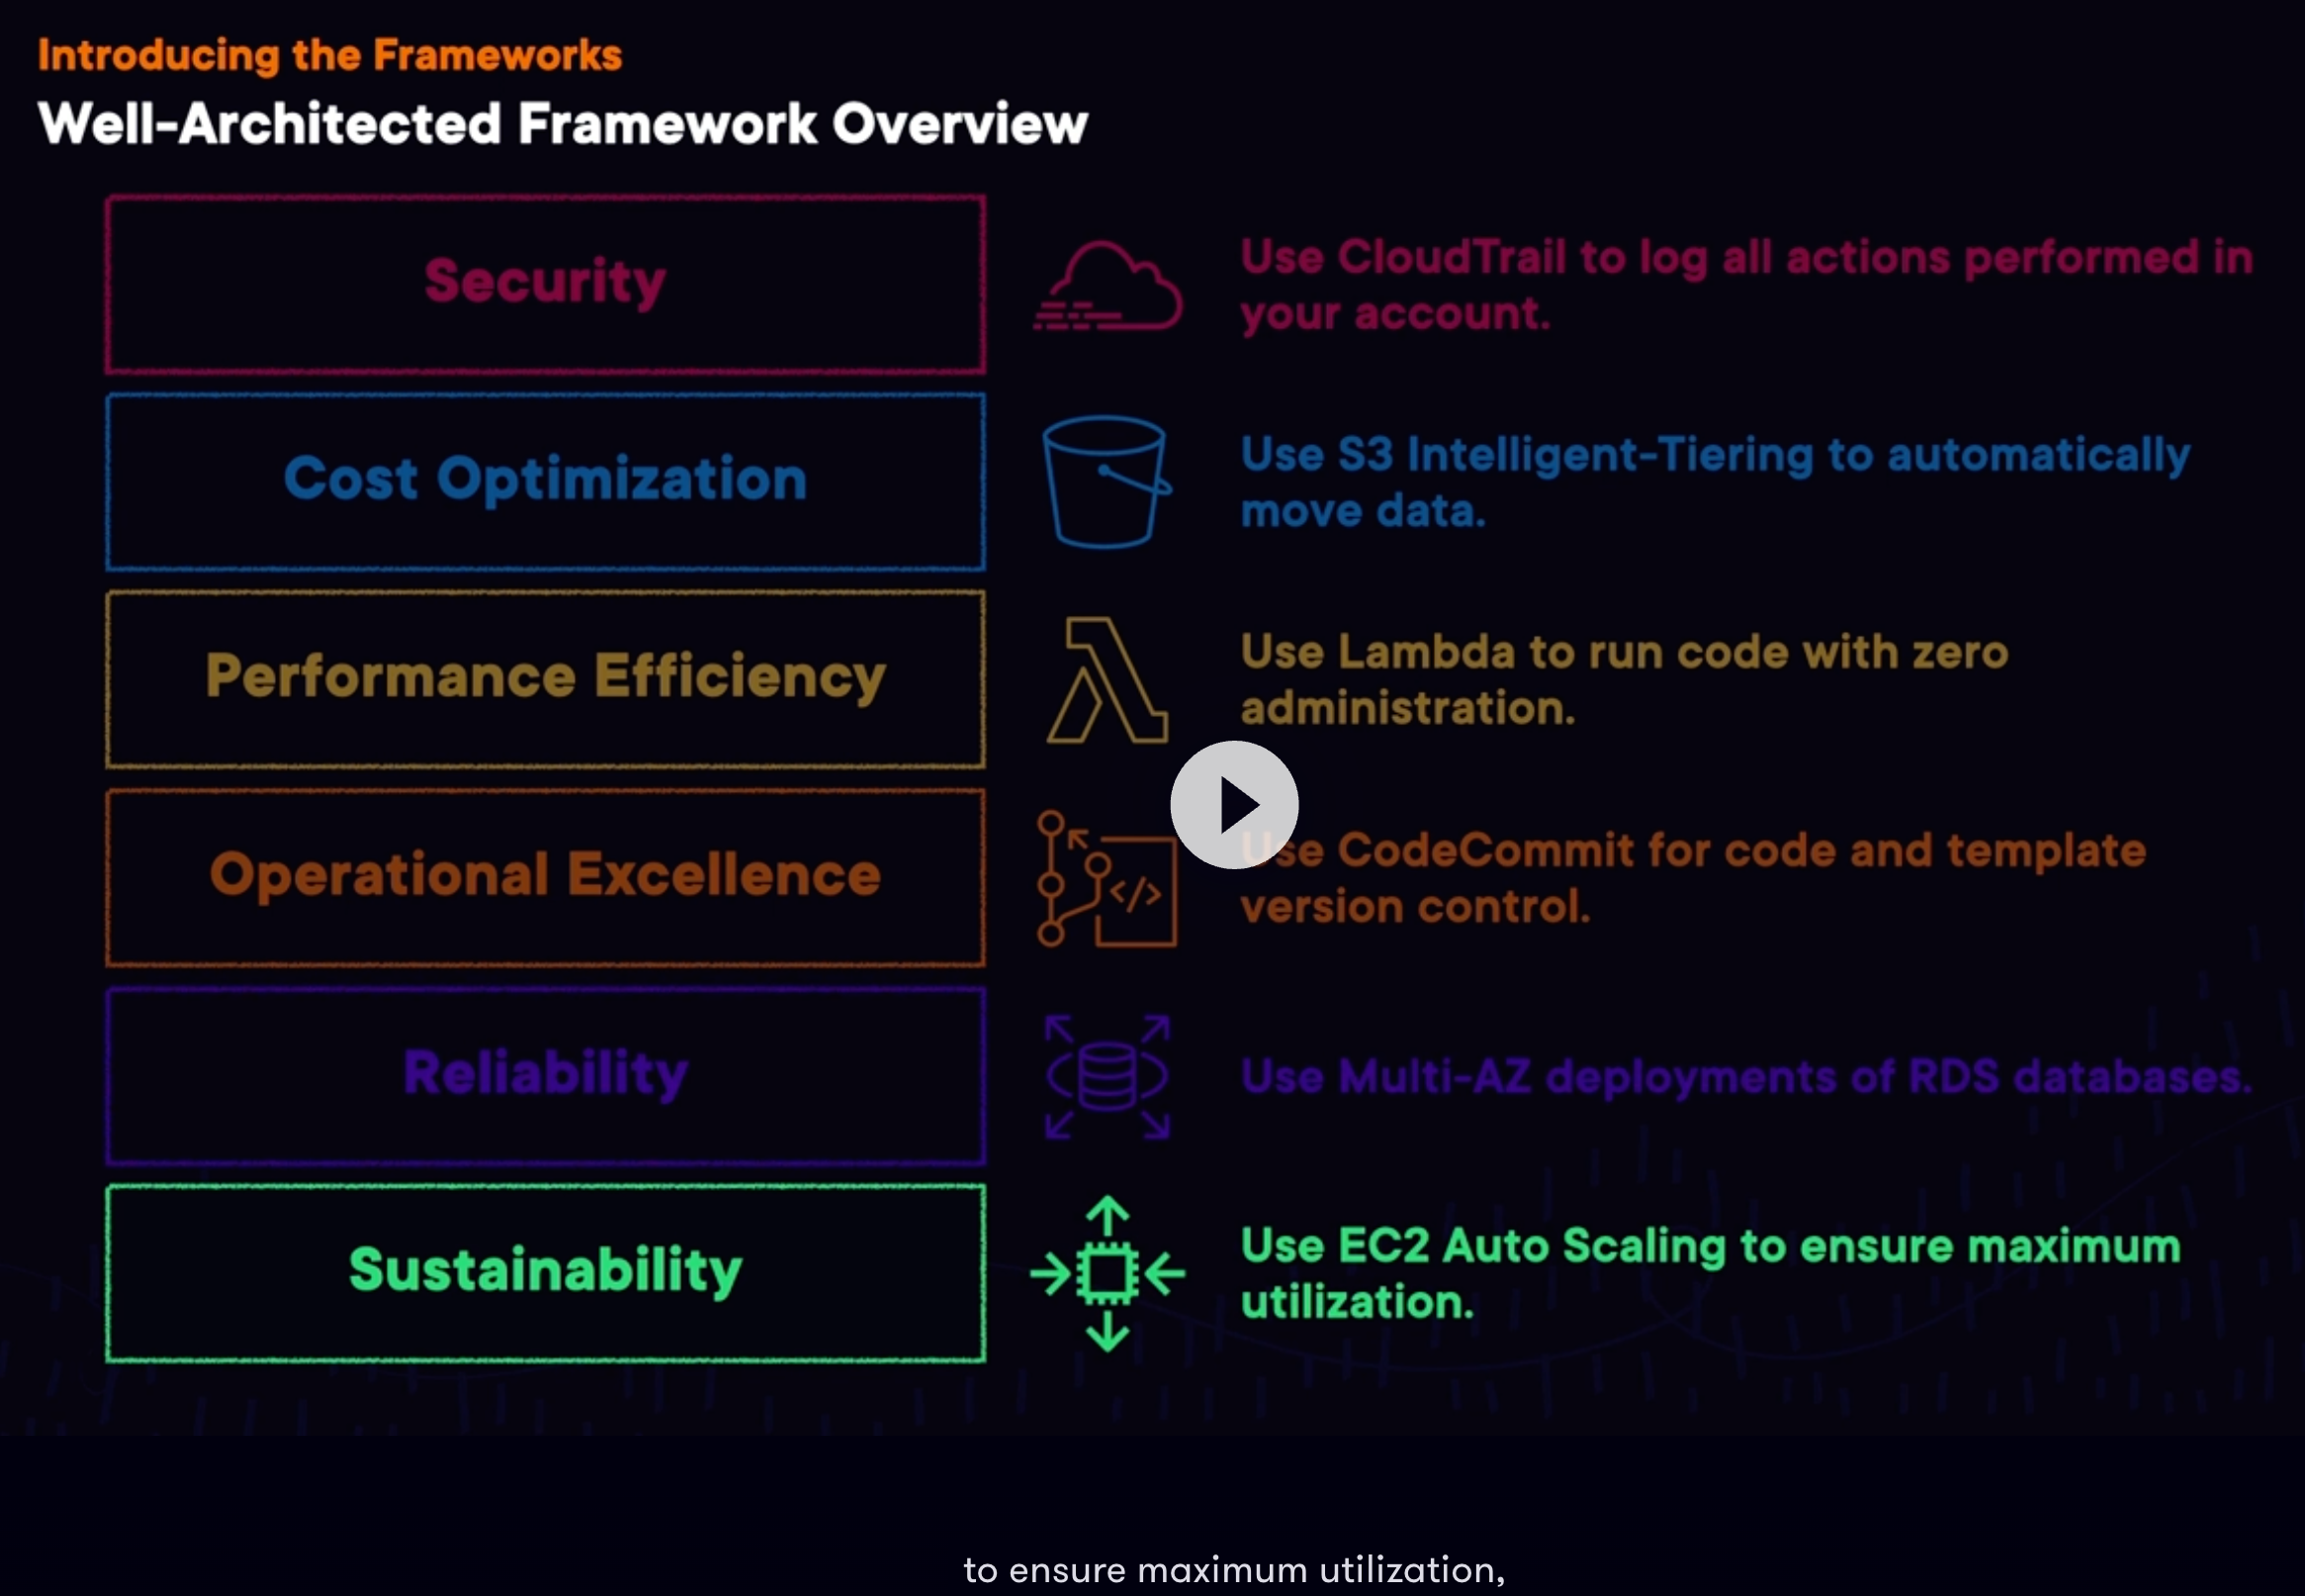 Introducing the Frameworks
Well-Architected Framework Overview
Security
Use CloudTrail to log all actions performed in
your account.
Cost Optimization
Use S3 Intelligent-Tiering to automatically
move data.
Performance Efficiency
Use Lambda to run code with zero
administration.
Operational Excellence
</>
Use CodeCommit for code and template
version control.
Reliability
Use Multi-AZ deployments of RDS databases.
Sustainability
Use EC2 Auto Scaling to ensure maximum
utilization.
to ensure maximum utilization,